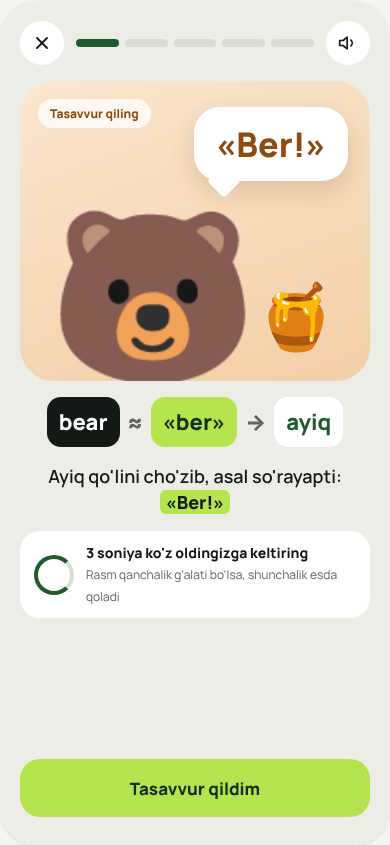 Tasavvur qiling
«Ber!»
bear ≈ «ber» → ayiq
Ayiq qo'lini cho'zib, asal so'rayapti:
«Ber!»
3 soniya ko'z oldingizga keltiring
Rasm qanchalik g'alati bo'lsa, shunchalik esda
qoladi
Tasavvur qildim